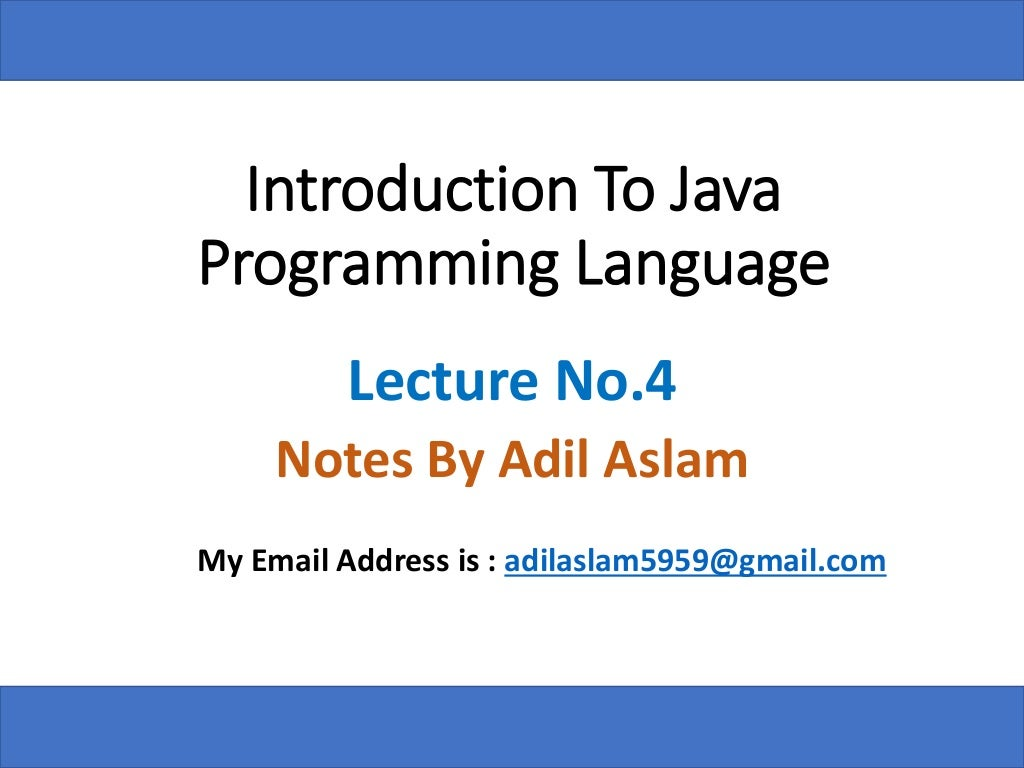 Introduction To Java
Programming Language
Lecture No.4
Notes By Adil Aslam
My Email Address is : adilaslam5959@gmail.com